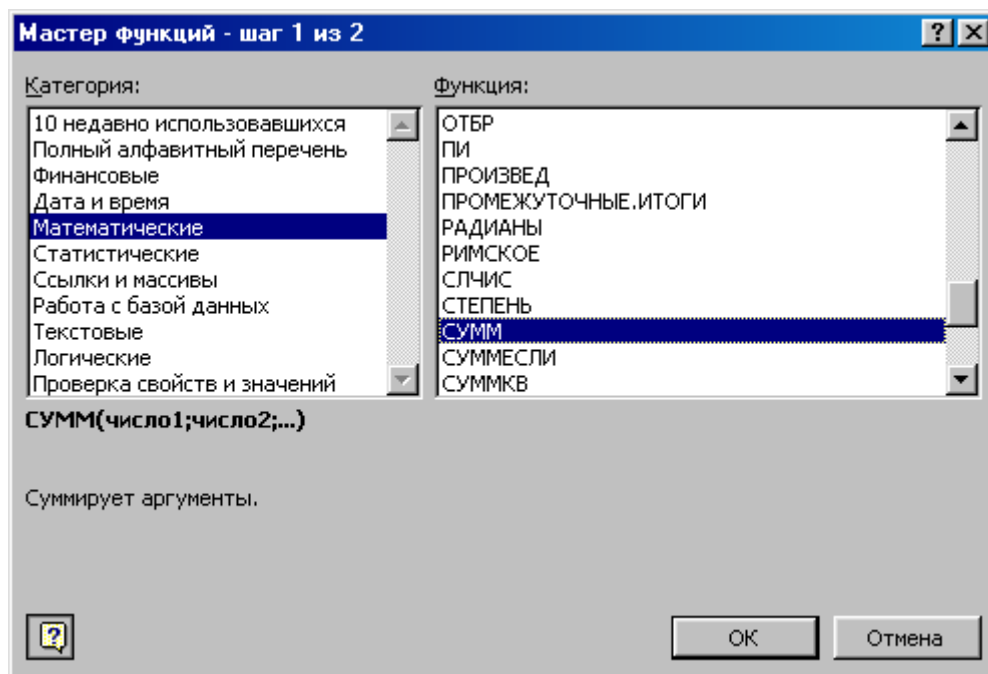 Мастер функций - шаг 1 из 2
Категория:
10 недавно использовавшихся
Полный алфавитный перечень
Финансовые
Дата и время
Математические
Статистические
Ссылки и массивы
Работа с базой данных
Текстовые
Логические
Проверка свойств и значений
Функция:
ОТБР
ПИ
ПРОИЗВЕД
ПРОМЕЖУТОЧНЫЕ.ИТОГИ
РАДИАНЫ
РИМСКОЕ
СЛЧИС
СТЕПЕНЬ
СУММ
СУММЕСЛИ
СУММКВ
СУММ(число1;число2;...)
Суммирует аргументы.
ОК
Отмена